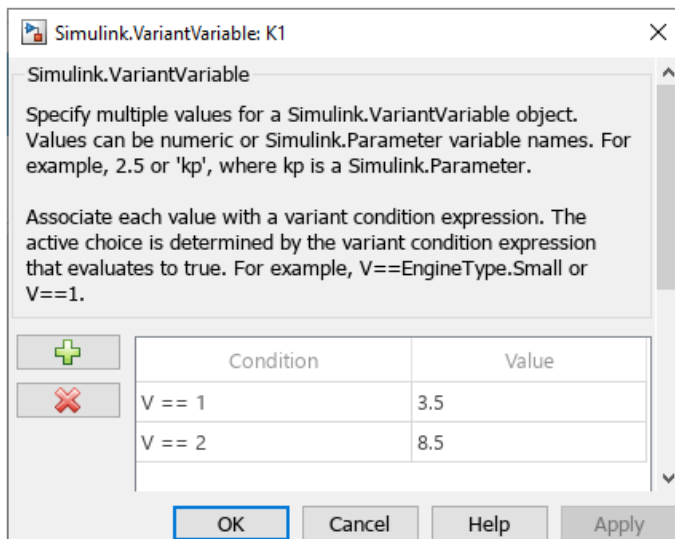 Simulink.VariantVariable: K1
Simulink.VariantVariable
Specify multiple values for a Simulink.VariantVariable object.
Values can be numeric or Simulink.Parameter variable names. For
example, 2.5 or 'kp', where kp is a Simulink.Parameter.
Associate each value with a variant condition expression. The
active choice is determined by the variant condition expression
that evaluates to true. For example, V==EngineType.Small or
V==1.
Condition Value
V == 1 3.5
V == 2 8.5
OK Cancel Help Apply